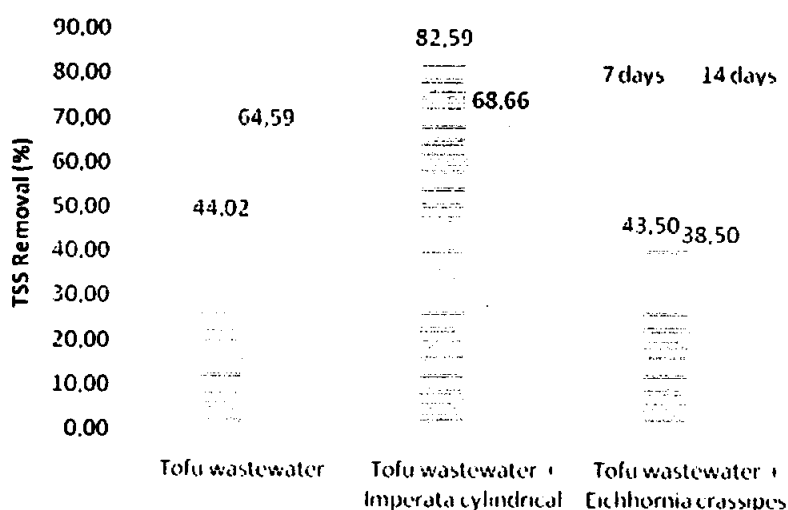 TSS Removal (%)
90,00
80,00
70,00
60,00
50,00
40,00
30,00
20,00
10,00
0,00
44,02
64,59
82,59
68,66
43,50
38,50
7 days
14 days
Tofu wastewater
Tofu wastewater +
Imperata cylindrical
Tofu wastewater +
Eichhornia crassipes